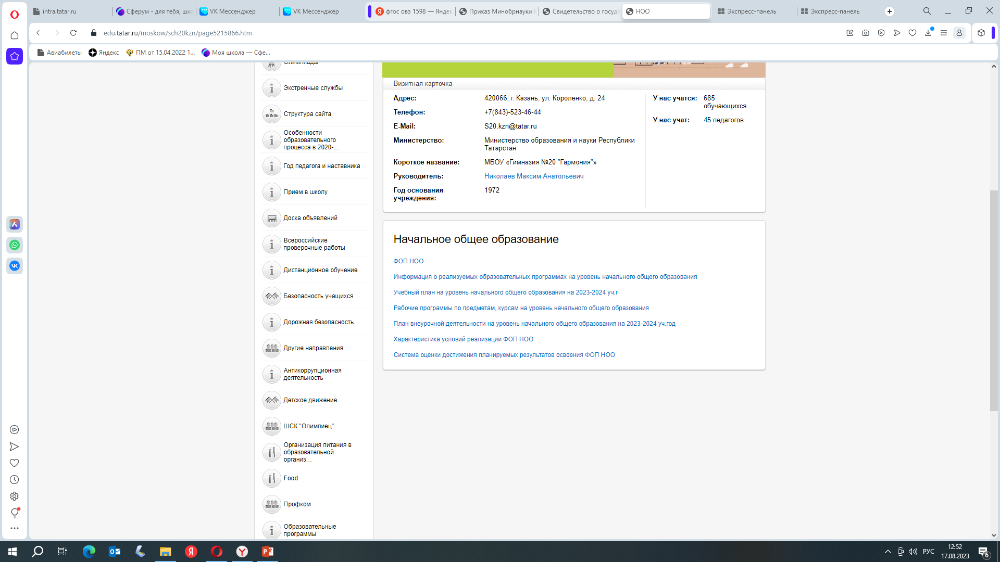 intra.tatar.ru
Сферум - для тебя, шко
VK Мессенджер
VK Мессенджер
фгос овз 1598 — Яндек
Приказ Минобрнауки Р
Свидетельство о госуда
НОО
Экспресс-панель
Экспресс-панель
edu.tatar.ru/moskow/sch20kzn/page5215866.htm
Авиабилеты
Яндекс
ПМ от 15.04.2022 1...
Моя школа — Сфе...
Олимпиады
Экстренные службы
Структура сайта
Особенности
образовательного
процесса в 2020-...
Год педагога и наставника
Прием в школу
Доска объявлений
Всероссийские
проверочные работы
Дистанционное обучение
Безопасность учащихся
Дорожная безопасность
Другие направления
Антикоррупционная
деятельность
Детское движение
ШСК "Олимпиец"
Организация питания в
образовательной
организ...
Food
Профком
Образовательные
программы
Визитная карточка
Адрес: 420066, г. Казань, ул. Короленко, д. 24
Телефон: +7(843)-523-46-44
E-Mail: S20.kzn@tatar.ru
Министерство: Министерство образования и науки Республики
Татарстан
Короткое название: МБОУ «Гимназия №20 "Гармония"»
Руководитель: Николаев Максим Анатольевич
Год основания 1972
учреждения:
У нас учатся: 685
обучающихся
У нас учат: 45 педагогов
Начальное общее образование
ФОП НОО
Информация о реализуемых образовательных программах на уровень начального общего образования
Учебный план на уровень начального общего образования на 2023-2024 уч.г
Рабочие программы по предметам, курсам на уровень начального общего образования
План внеурочной деятельности на уровень начального общего образования на 2023-2024 уч.год
Характеристика условий реализации ФОП НОО
Система оценки достижения планируемых результатов освоения ФОП НОО
РУС
12:52
17.08.2023
6